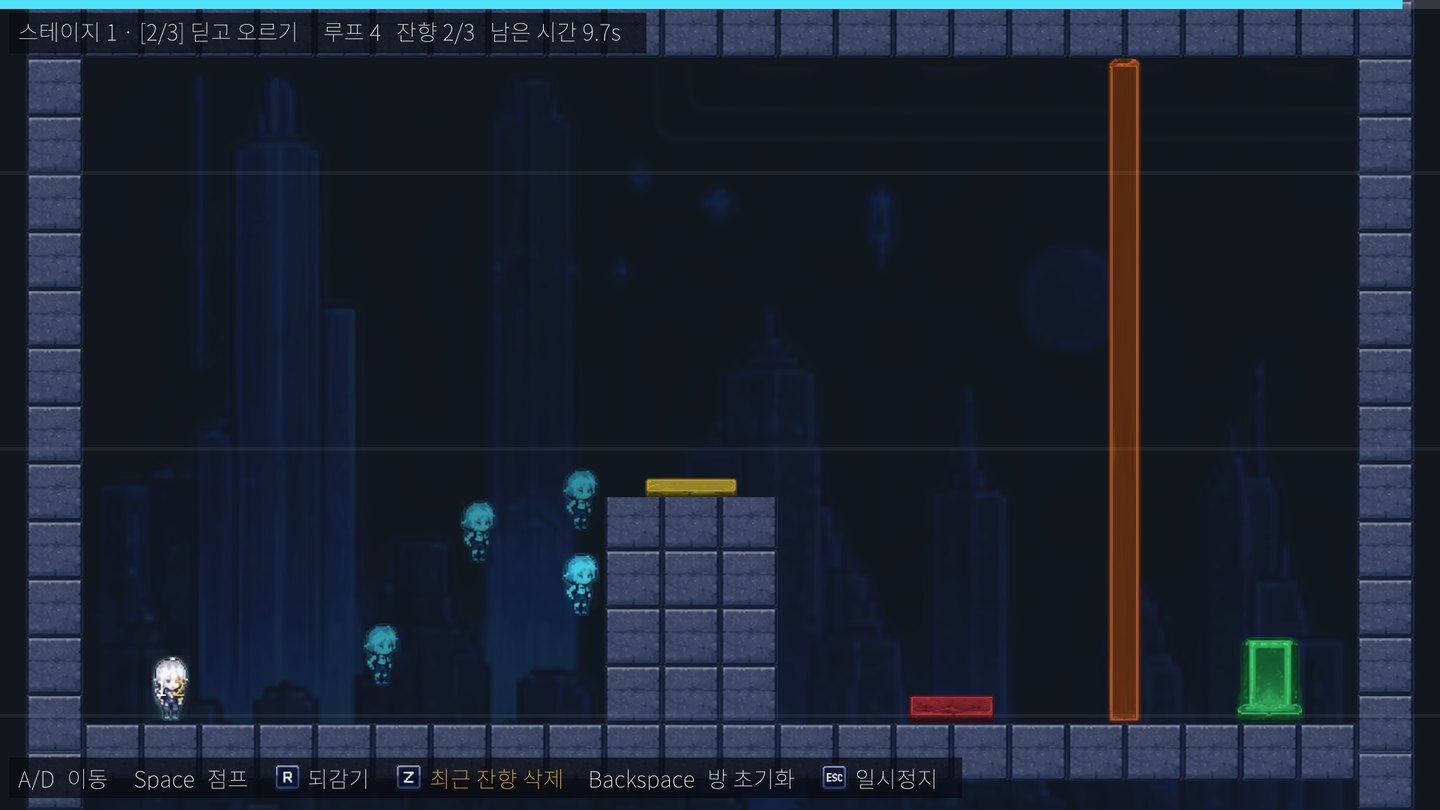 스테이지 1 · [2/3] 딛고 오르기 루프 4 잔향 2/3 남은 시간 9.7s
A/D 이동 Space 점프 R 되감기 Z 최근 잔향 삭제 Backspace 방 초기화 ESC 일시정지